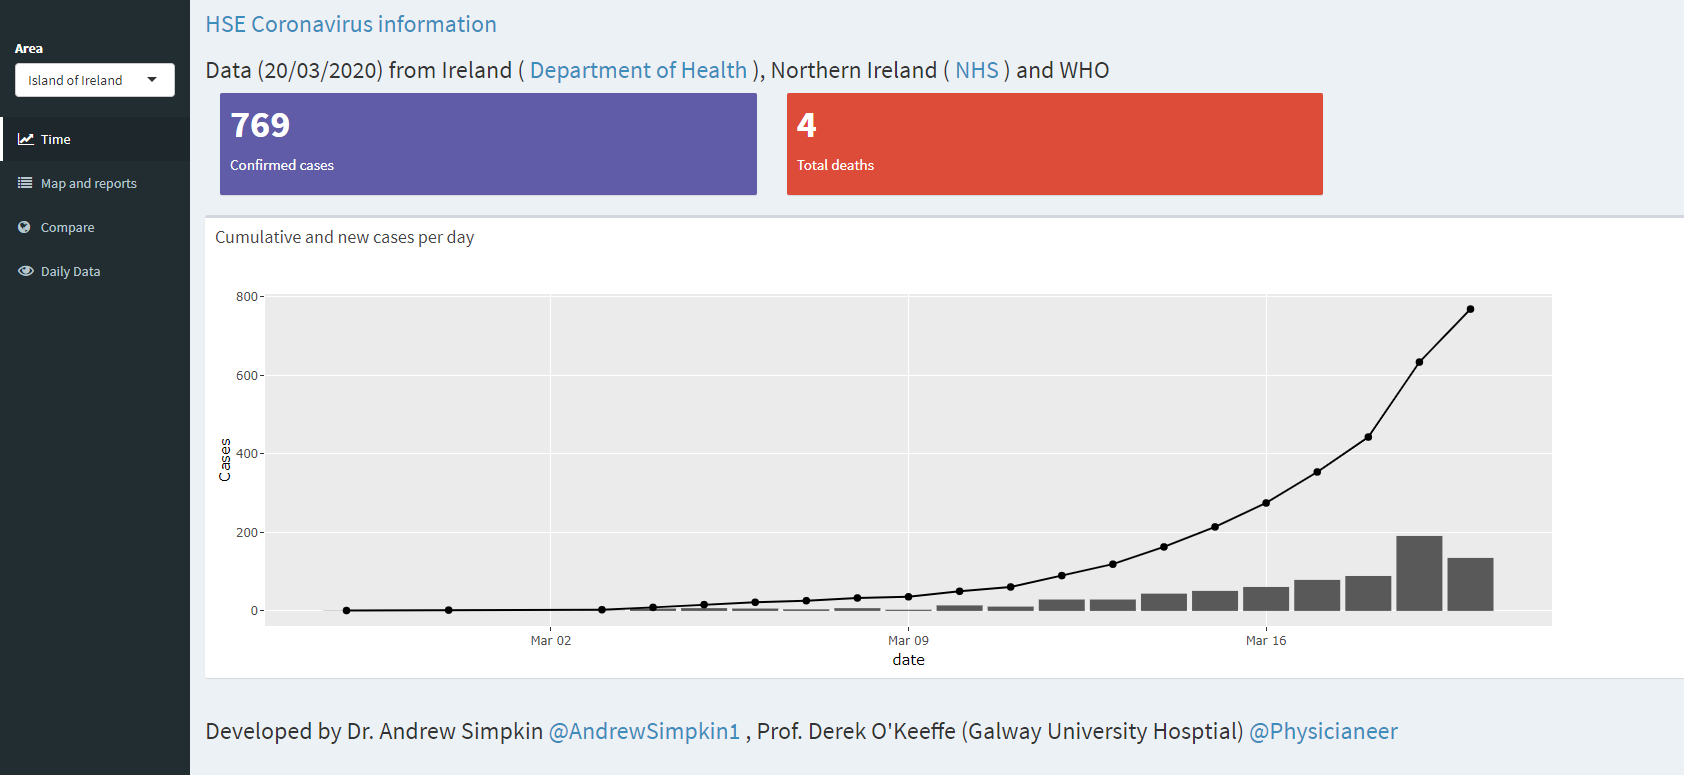 HSE Coronavirus information
Area
Island of Ireland
Time
Map and reports
Compare
Daily Data
Data (20/03/2020) from Ireland ( Department of Health ), Northern Ireland ( NHS ) and WHO
769
Confirmed cases
4
Total deaths
Cumulative and new cases per day
800
600
400
200
0
Cases
Mar 02
Mar 09
Mar 16
date
Developed by Dr. Andrew Simpkin @AndrewSimpkin1 , Prof. Derek O'Keeffe (Galway University Hosptial) @Physicianeer